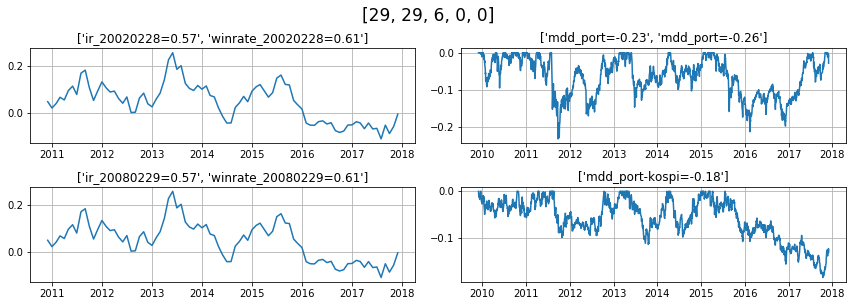 [29, 29, 6, 0, 0]
['ir_20020228=0.57', 'winrate_20020228=0.61']
0.2
0.0
2011 2012 2013 2014 2015 2016 2017 2018
['mdd_port=-0.23', 'mdd_port=-0.26']
0.0
−0.1
−0.2
2010 2011 2012 2013 2014 2015 2016 2017 2018
['ir_20080229=0.57', 'winrate_20080229=0.61']
0.2
0.0
2011 2012 2013 2014 2015 2016 2017 2018
['mdd_port-kospi=-0.18']
0.0
−0.1
2010 2011 2012 2013 2014 2015 2016 2017 2018